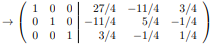 → ( 1 0 0 | 27/4 −11/4 3/4 )
0 1 0 | −11/4 5/4 −1/4
0 0 1 | 3/4 −1/4 1/4